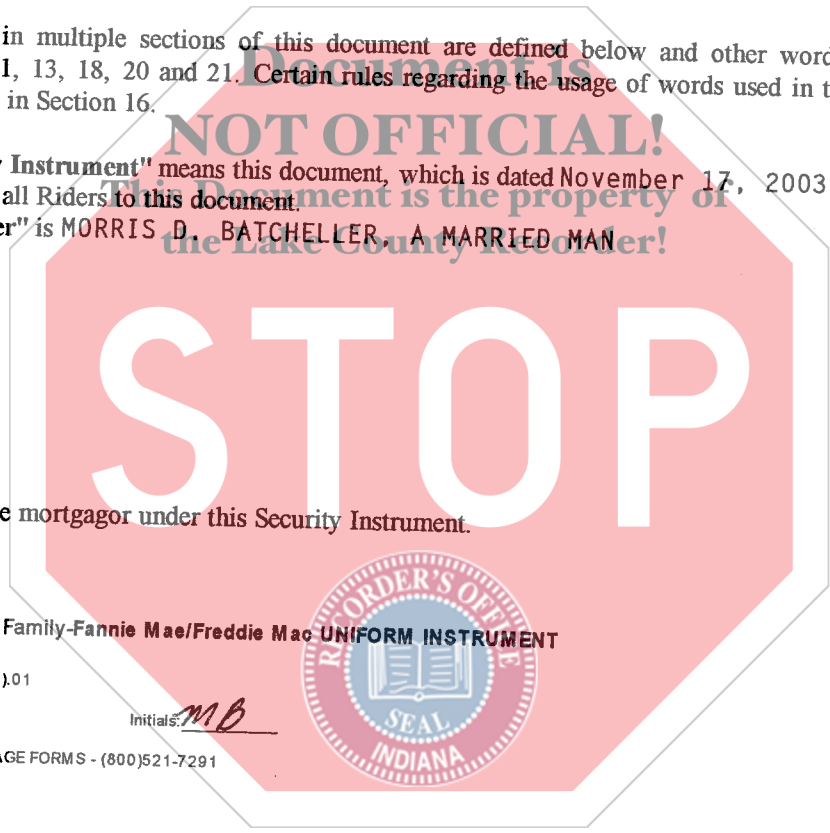 in multiple sections of this document are defined below and other word
1, 13, 18, 20 and 21. Certain rules regarding the usage of words used in t
in Section 16.
Document is
NOT OFFICIAL!
This Document is the property of
the Lake County Recorder!
Instrument" means this document, which is dated November 17, 2003
all Riders to this document.
er" is MORRIS D. BATCHELLER, A MARRIED MAN
STOP
e mortgagor under this Security Instrument.
RECORDER'S OFFICE
SEAL
INDIANA
Family-Fannie Mae/Freddie Mac UNIFORM INSTRUMENT
).01
Initials: MB
GE FORMS - (800)521-7291